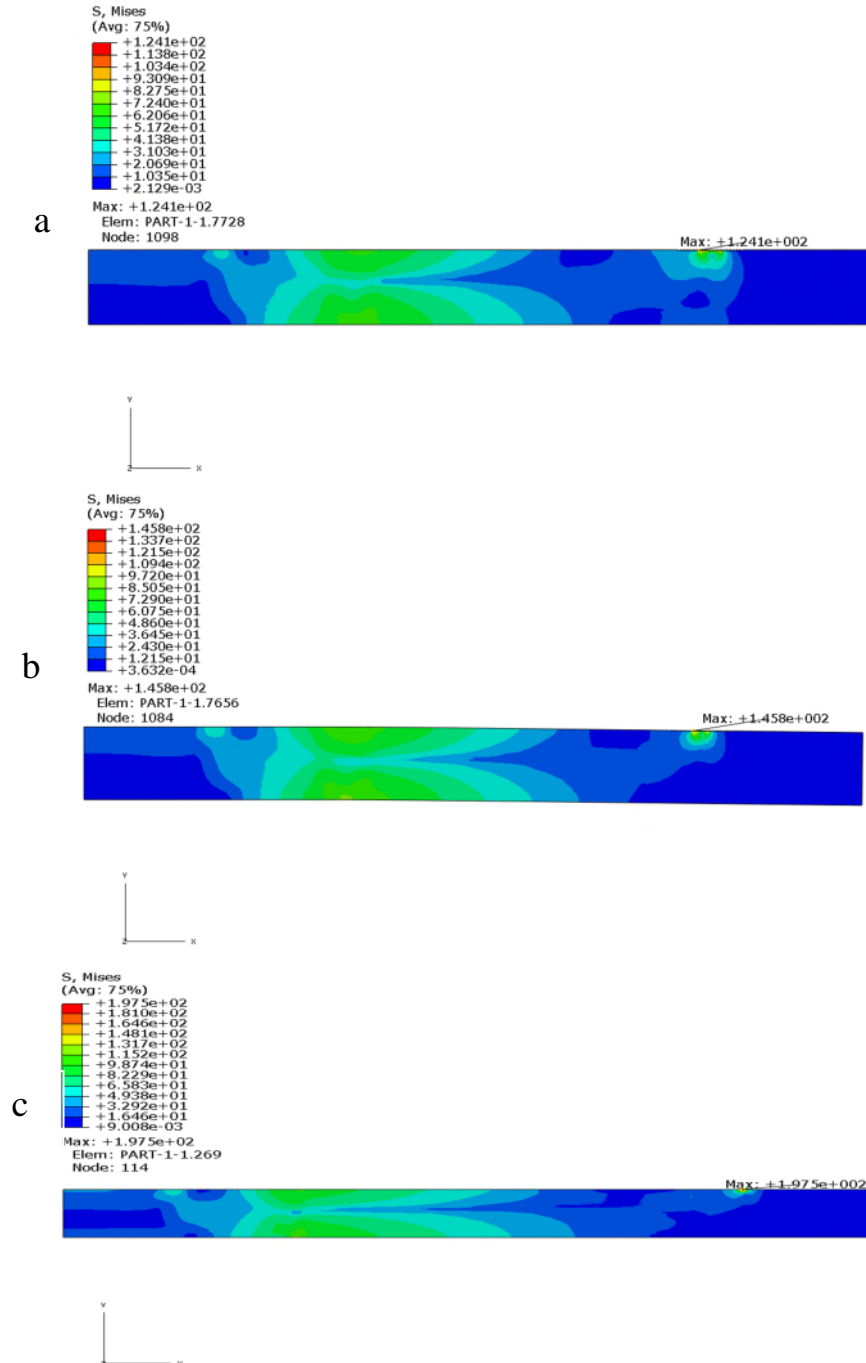 S, Mises
(Avg: 75%)
+1.241e+02
+1.138e+02
+1.034e+02
+9.309e+01
+8.275e+01
+7.240e+01
+6.206e+01
+5.172e+01
+4.138e+01
+3.103e+01
+2.069e+01
+1.035e+01
+2.129e-03
Max: +1.241e+02
Elem: PART-1-1.7728
Node: 1098
a
Max: +1.241e+002
Y
Z X
S, Mises
(Avg: 75%)
+1.458e+02
+1.337e+02
+1.215e+02
+1.094e+02
+9.720e+01
+8.505e+01
+7.290e+01
+6.075e+01
+4.860e+01
+3.645e+01
+2.430e+01
+1.215e+01
+3.632e-04
Max: +1.458e+02
Elem: PART-1-1.7656
Node: 1084
b
Max: +1.458e+002
Y
Z X
S, Mises
(Avg: 75%)
+1.975e+02
+1.810e+02
+1.646e+02
+1.481e+02
+1.317e+02
+1.152e+02
+9.874e+01
+8.229e+01
+6.583e+01
+4.938e+01
+3.292e+01
+1.646e+01
+9.008e-03
Max: +1.975e+02
Elem: PART-1-1.269
Node: 114
c
Max: +1.975e+002
Y